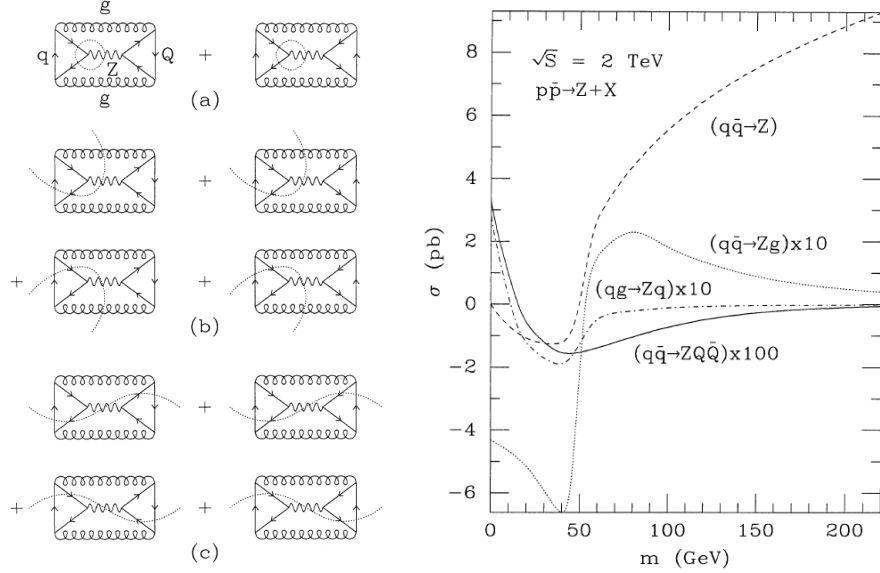 g
q Z Q
g
+
(a)
+
+ +
(b)
+
+ +
(c)
8
6
4
2
0
−2
−4
−6
σ (pb)
√S = 2 TeV
pp̄→Z+X
(qq̄→Z)
(qq̄→Zg)x10
(qg→Zq)x10
(qq̄→ZQQ̄)x100
0 50 100 150 200
m (GeV)